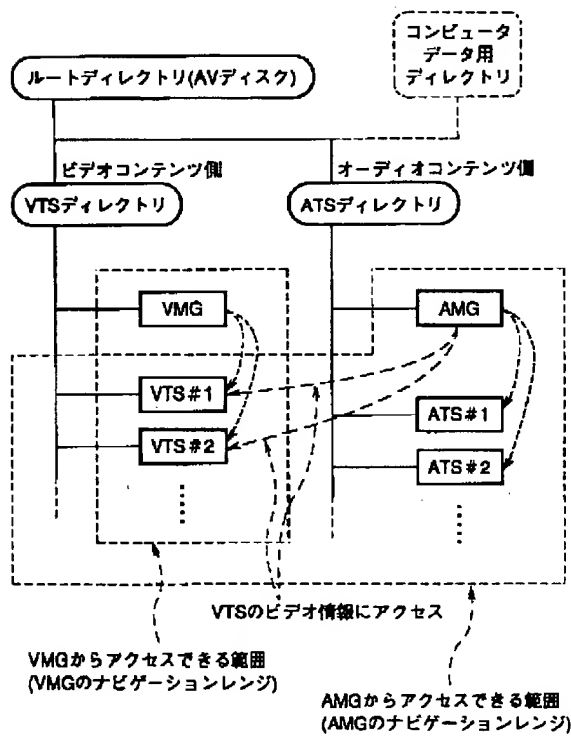 コンピュータ
データ用
ディレクトリ
ルートディレクトリ(AVディスク)
ビデオコンテンツ側
オーディオコンテンツ側
VTSディレクトリ
ATSディレクトリ
VMG
AMG
VTS#1
ATS#1
VTS#2
ATS#2
VTSのビデオ情報にアクセス
VMGからアクセスできる範囲
(VMGのナビゲーションレンジ)
AMGからアクセスできる範囲
(AMGのナビゲーションレンジ)